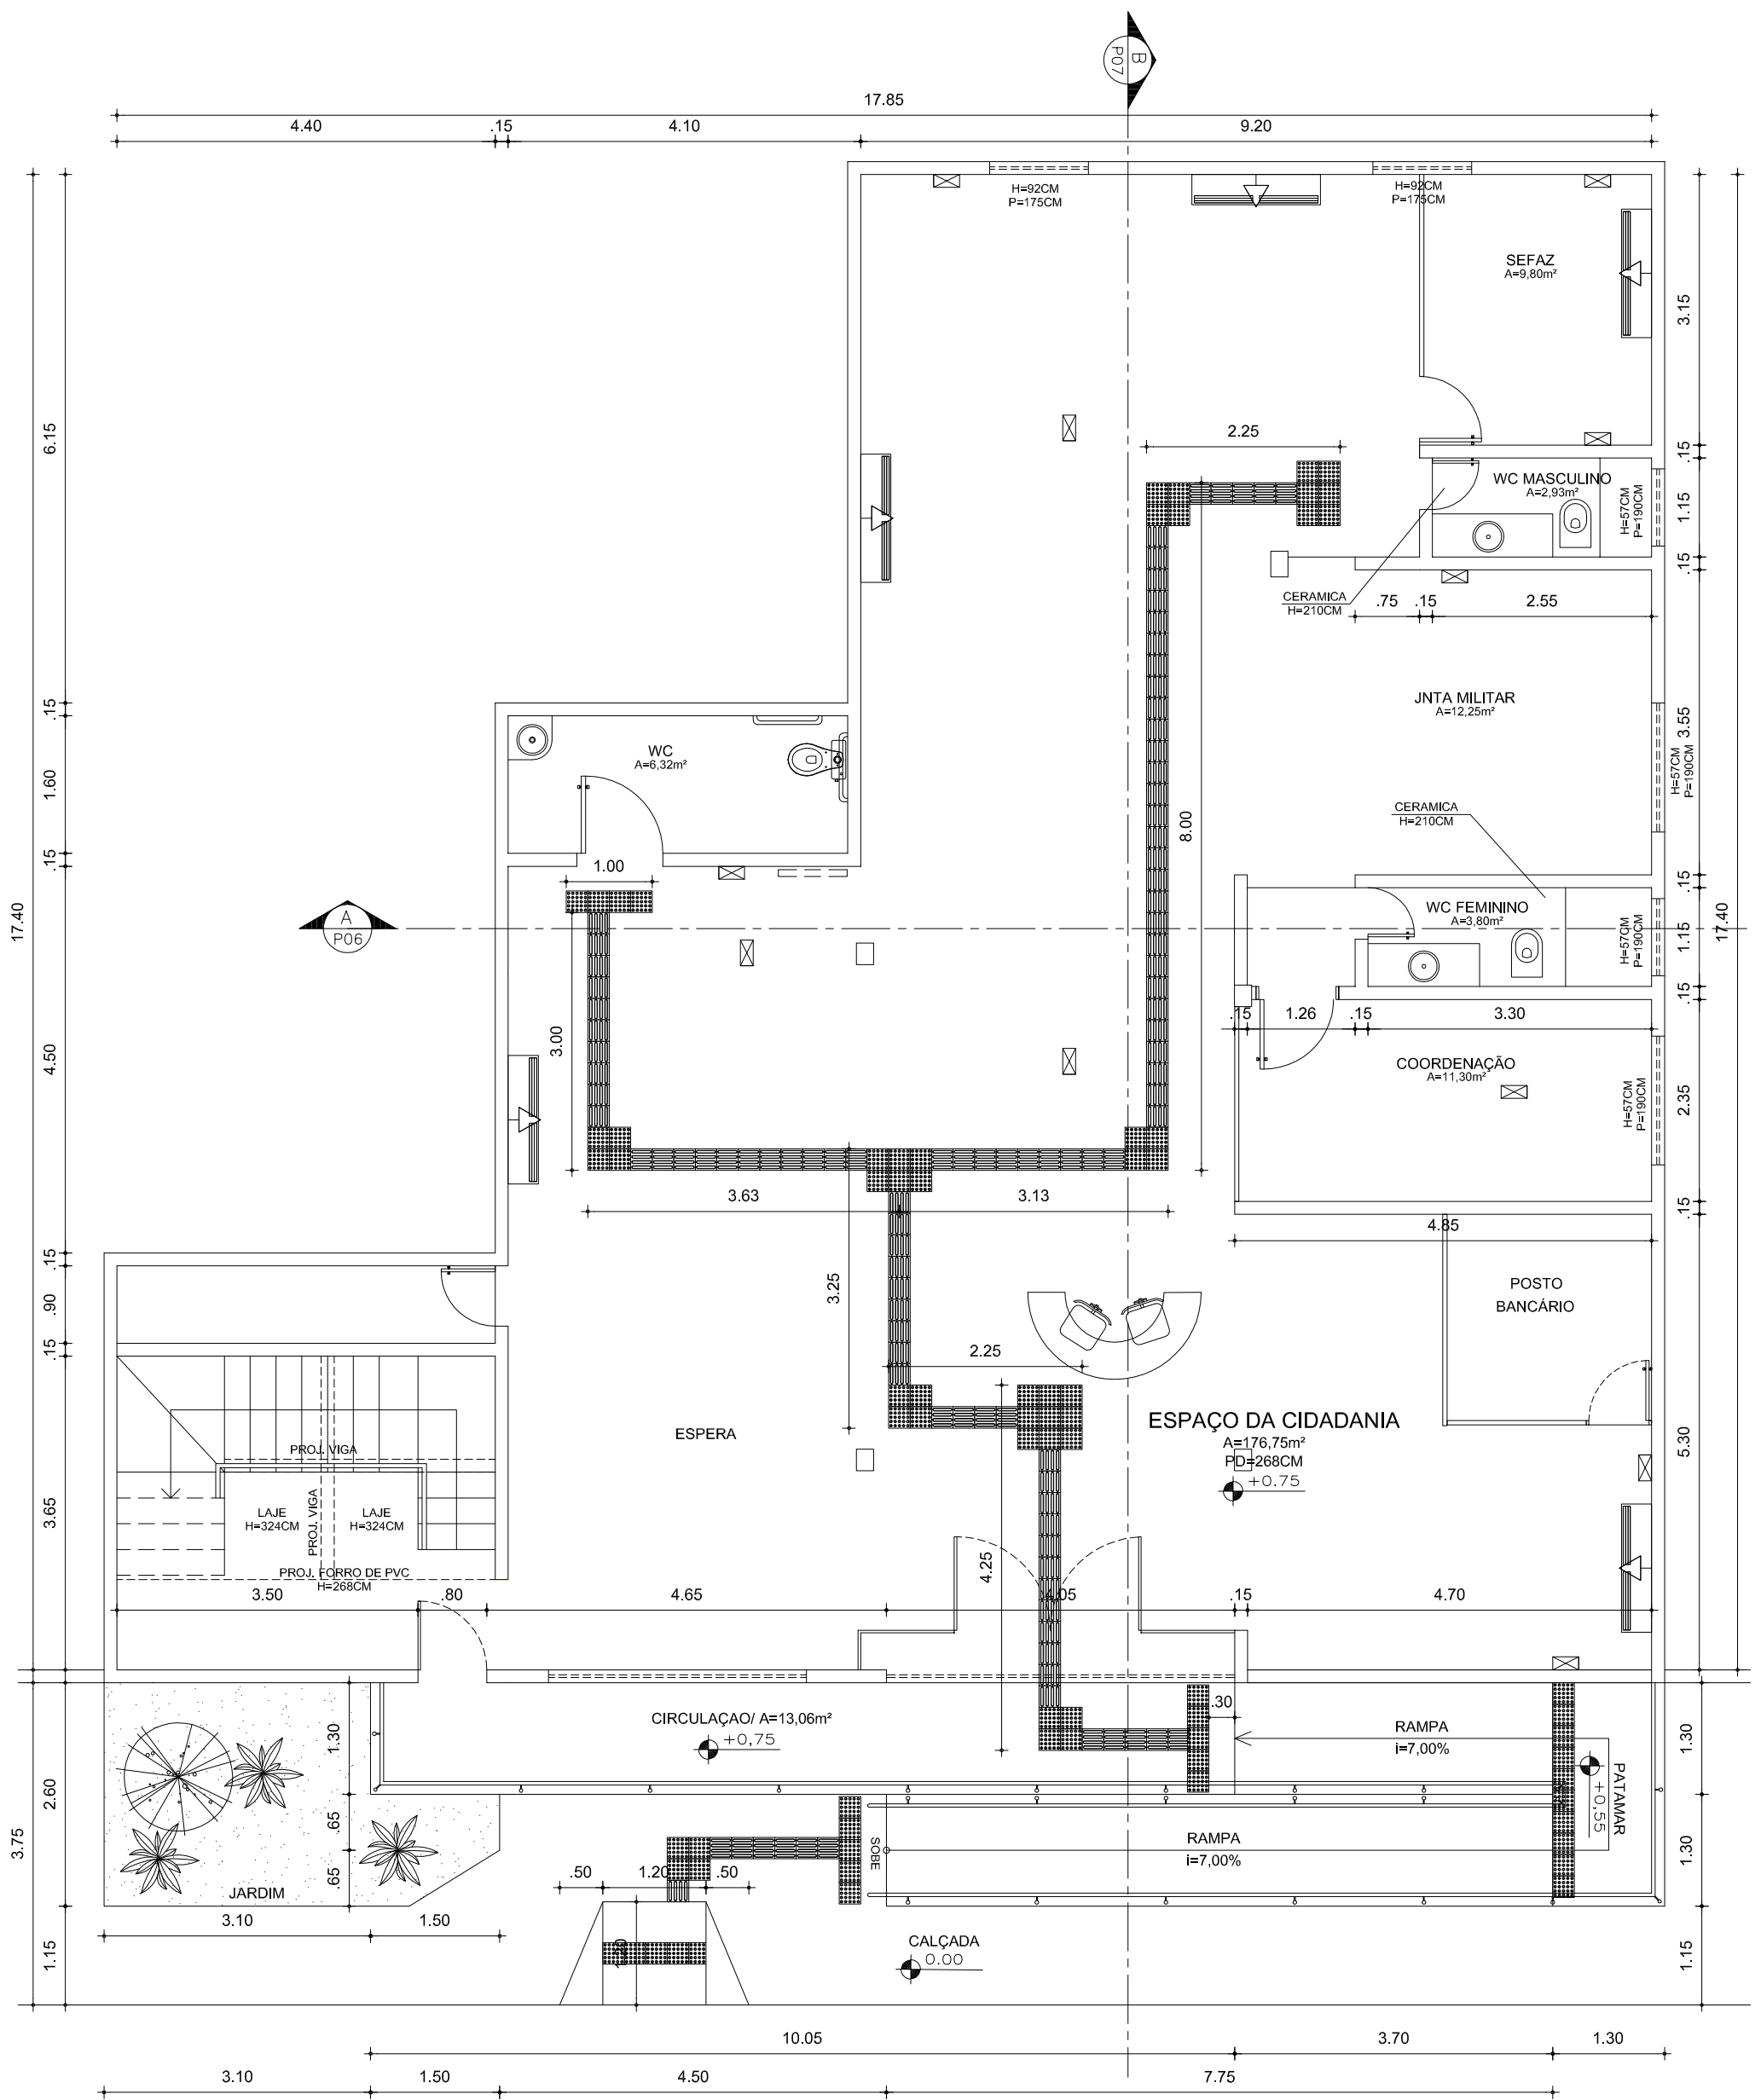 B
P07
17.85
4.40
.15
4.10
9.20
H=92CM
P=175CM
H=92CM
P=175CM
SEFAZ
A=9,80m²
3.15
6.15
2.25
.15
WC MASCULINO
A=2,93m²
H=57CM
P=190CM
1.15
.15
CERAMICA
H=210CM
.75
.15
2.55
JNTA MILITAR
A=12,25m²
3.55
H=57CM
P=190CM
.15
WC
A=6,32m²
1.60
8.00
CERAMICA
H=210CM
.15
1.00
.15
17.40
A
P06
WC FEMININO
A=3,80m²
H=57CM
P=190CM
1.15
17.40
.15
.15
1.26
.15
3.30
3.00
4.50
COORDENAÇÃO
A=11,30m²
H=57CM
P=190CM
2.35
3.63
3.13
.15
4.85
.15
.90
.15
3.25
POSTO
BANCÁRIO
2.25
ESPERA
ESPAÇO DA CIDADANIA
A=176,75m²
PD=268CM
+0.75
5.30
PROJ. VIGA
PROJ. VIGA
LAJE
H=324CM
LAJE
H=324CM
3.65
PROJ. FORRO DE PVC
H=268CM
4.25
3.50
.80
4.65
4.05
.15
4.70
CIRCULAÇAO/ A=13,06m²
+0,75
.30
RAMPA
i=7,00%
1.30
1.30
PATAMAR
+0,55
2.60
3.75
.65
.65
JARDIM
SOBE
RAMPA
i=7,00%
1.30
.50
1.20
.50
3.10
1.50
1.20
CALÇADA
0.00
1.15
1.15
10.05
3.70
1.30
3.10
1.50
4.50
7.75